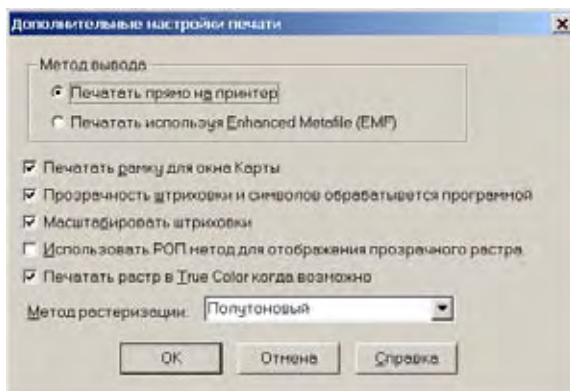 Дополнительные настройки печати
Метод вывода
Печатать прямо на принтер
Печатать используя Enhanced Metafile (EMF)
Печатать рамку для окна Карты
Прозрачность штриховки и символов обрабатывется программой
Масштабировать штриховки
Использовать РОП метод для отображения прозрачного растра
Печатать растр в True Color когда возможно
Метод растеризации: Полутоновый
OK Отмена Справка